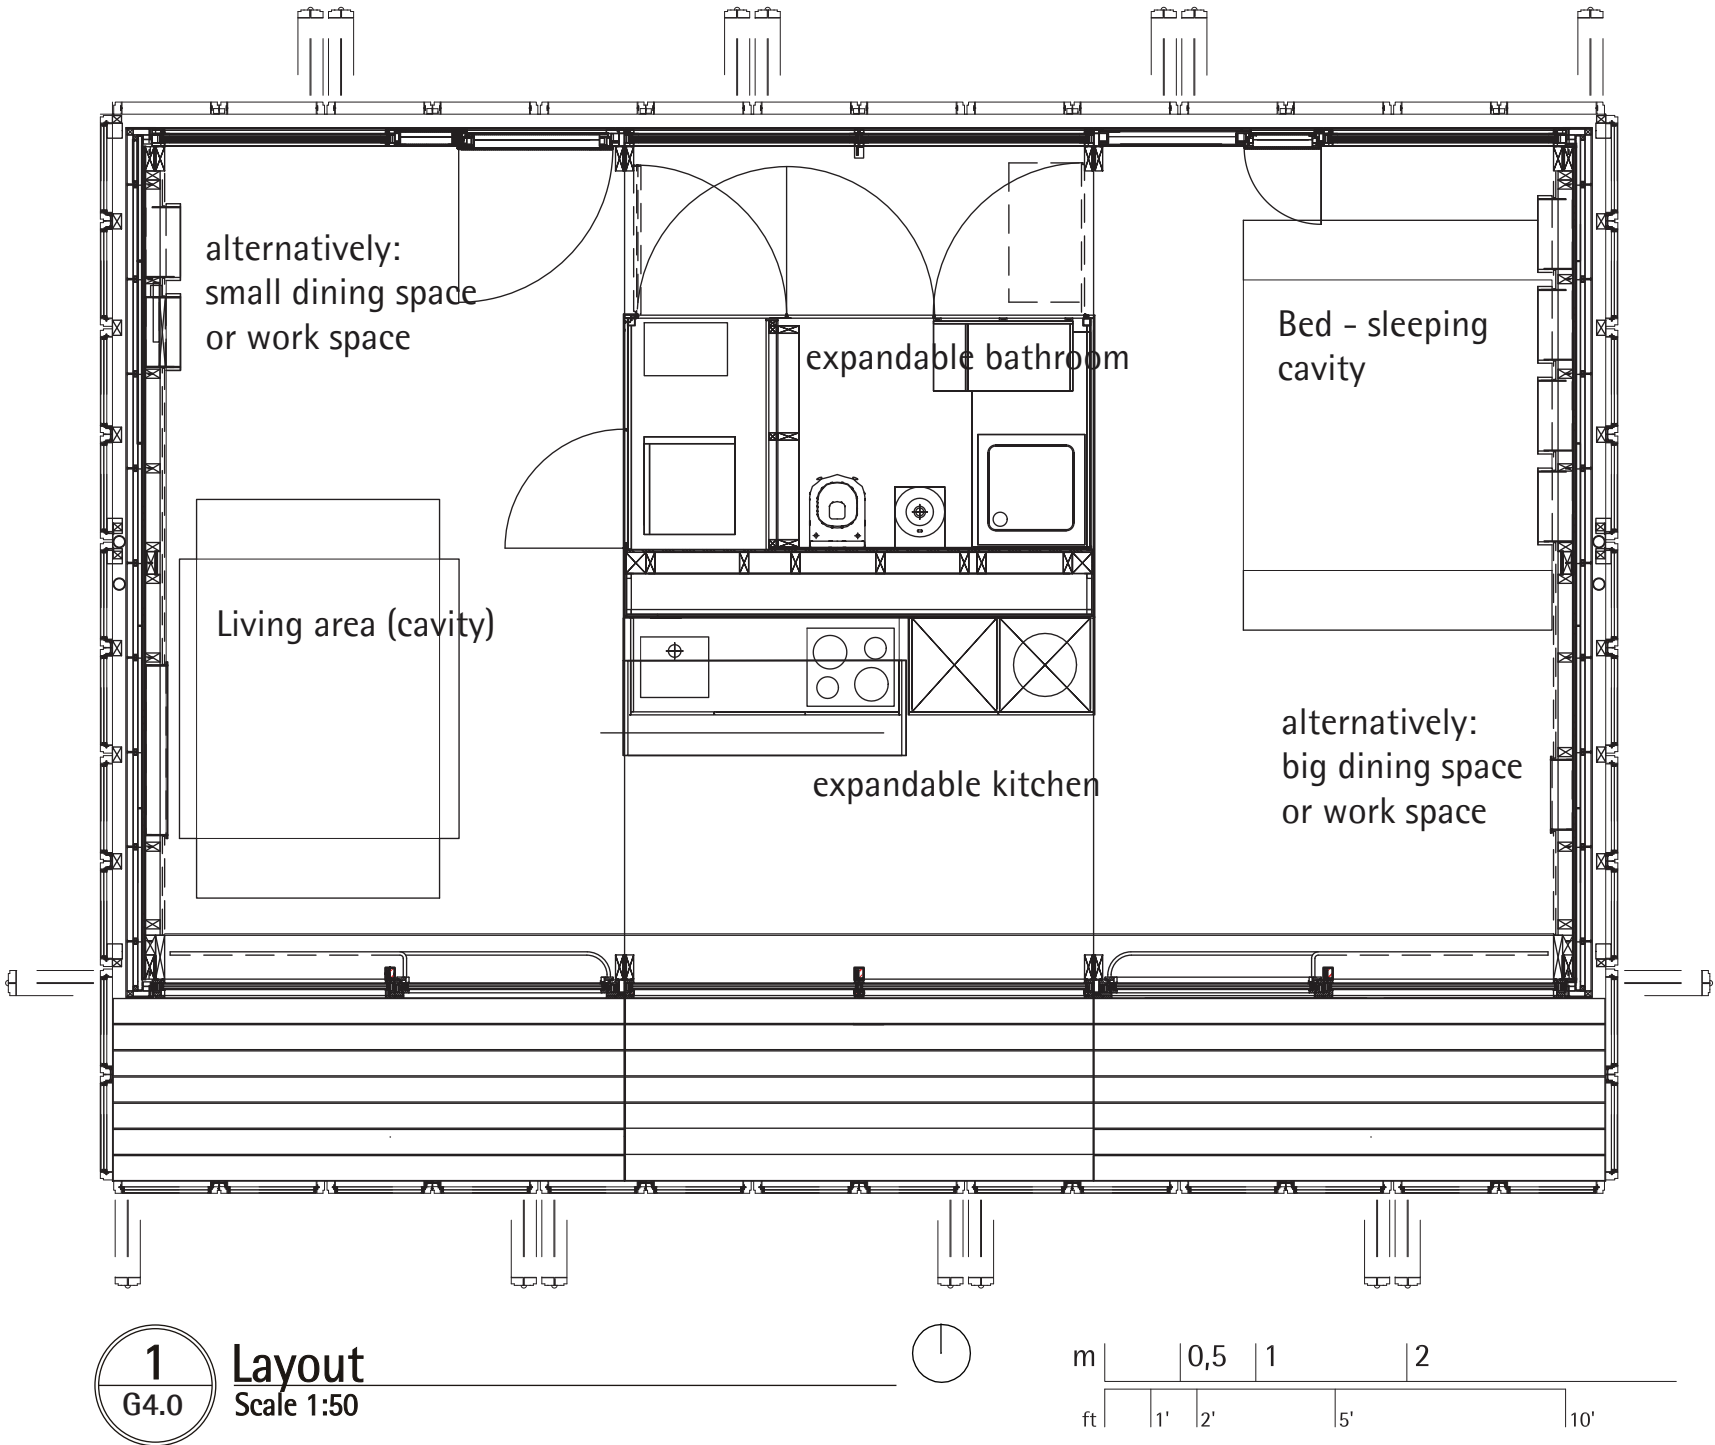 alternatively:
small dining space
or work space
expandable bathroom
Bed - sleeping
cavity
Living area (cavity)
expandable kitchen
alternatively:
big dining space
or work space
1
G4.0
Layout
Scale 1:50
m 0,5 1 2
ft 1' 2' 5' 10'